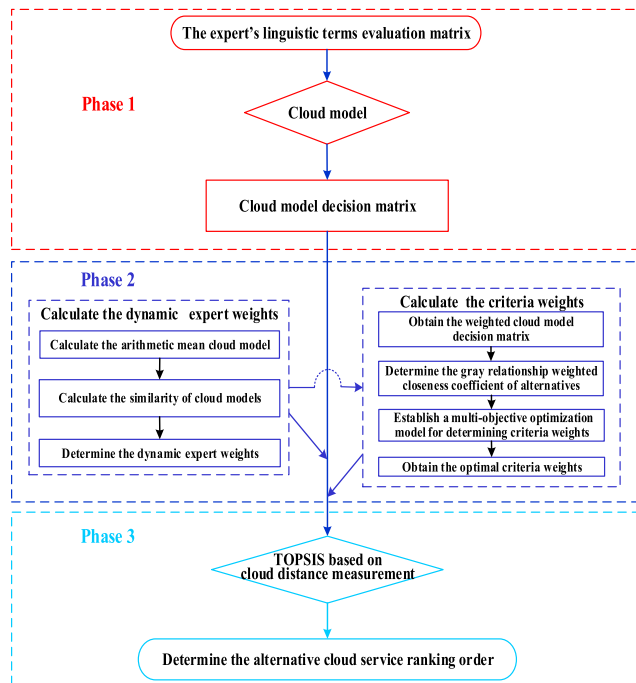 The expert's linguistic terms evaluation matrix
Phase 1
Cloud model
Cloud model decision matrix
Phase 2
Calculate the dynamic expert weights
Calculate the arithmetic mean cloud model
Calculate the similarity of cloud models
Determine the dynamic expert weights
Calculate the criteria weights
Obtain the weighted cloud model
decision matrix
Determine the gray relationship weighted
closeness coefficient of alternatives
Establish a multi-objective optimization
model for determining criteria weights
Obtain the optimal criteria weights
Phase 3
TOPSIS based on
cloud distance measurement
Determine the alternative cloud service ranking order